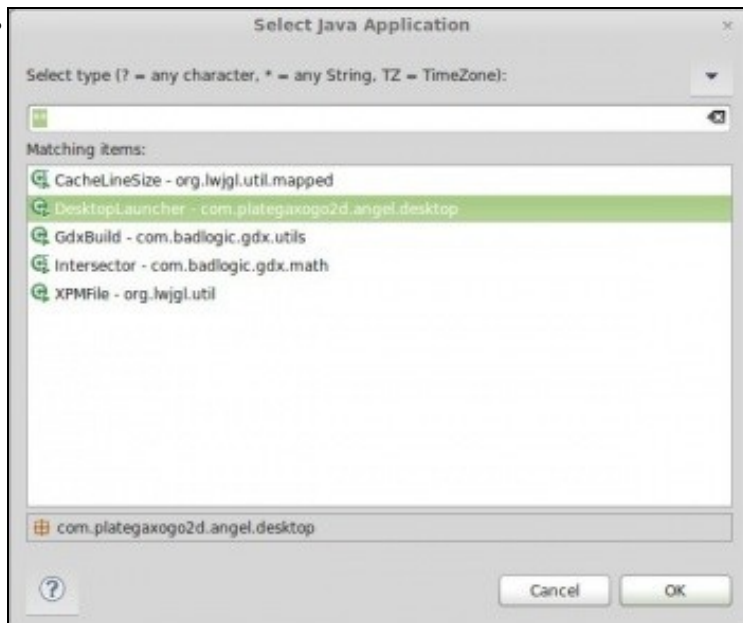 Select Java Application
Select type (? = any character, * = any String, TZ = TimeZone):
Matching items:
CacheLineSize - org.lwjgl.util.mapped
DesktopLauncher - com.plategaxogo2d.angel.desktop
GdxBuild - com.badlogic.gdx.utils
Intersector - com.badlogic.gdx.math
XPMFile - org.lwjgl.util
com.plategaxogo2d.angel.desktop
Cancel
OK